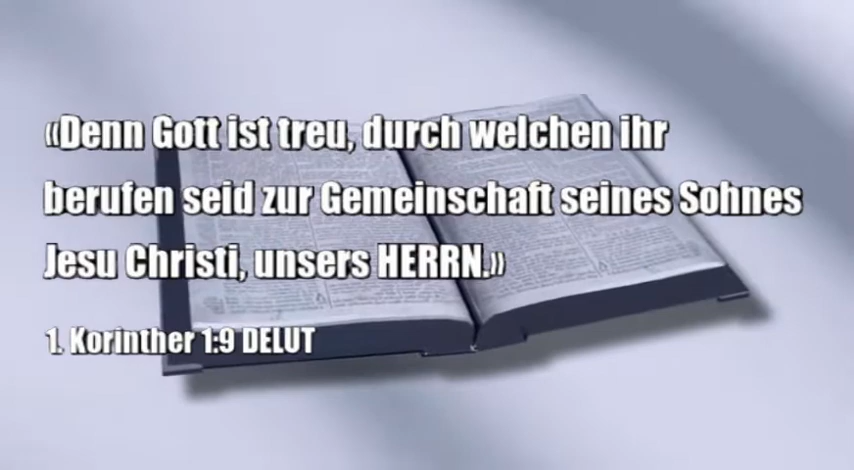 «Denn Gott ist treu, durch welchen ihr
berufen seid zur Gemeinschaft seines Sohnes
Jesu Christi, unsers HERRN.»
1. Korinther 1:9 DELUT